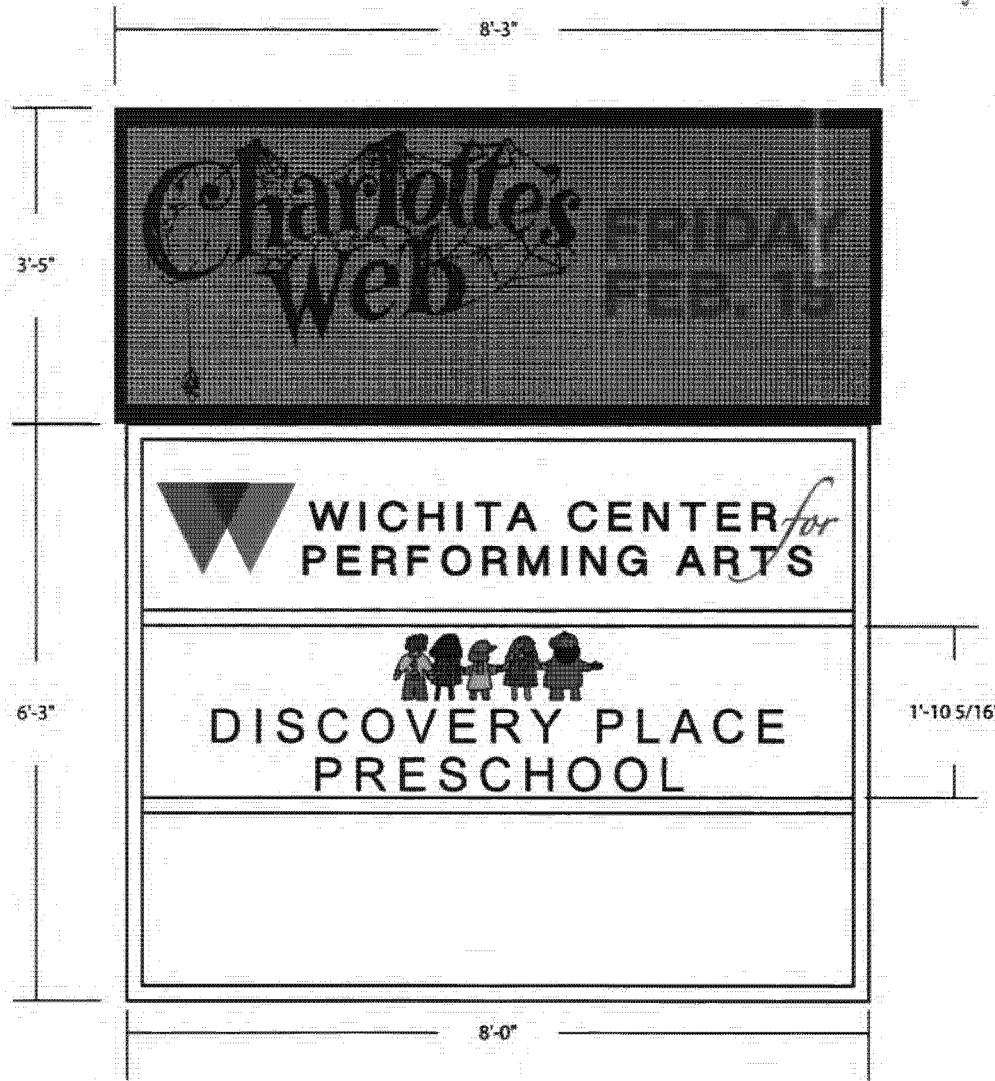 8'-3"
3'-5"
Charlotte's
Web
FRIDAY
FEB. 15
WICHITA CENTER for
PERFORMING ARTS
6'-3"
1'-10 5/16"
DISCOVERY PLACE
PRESCHOOL
8'-0"